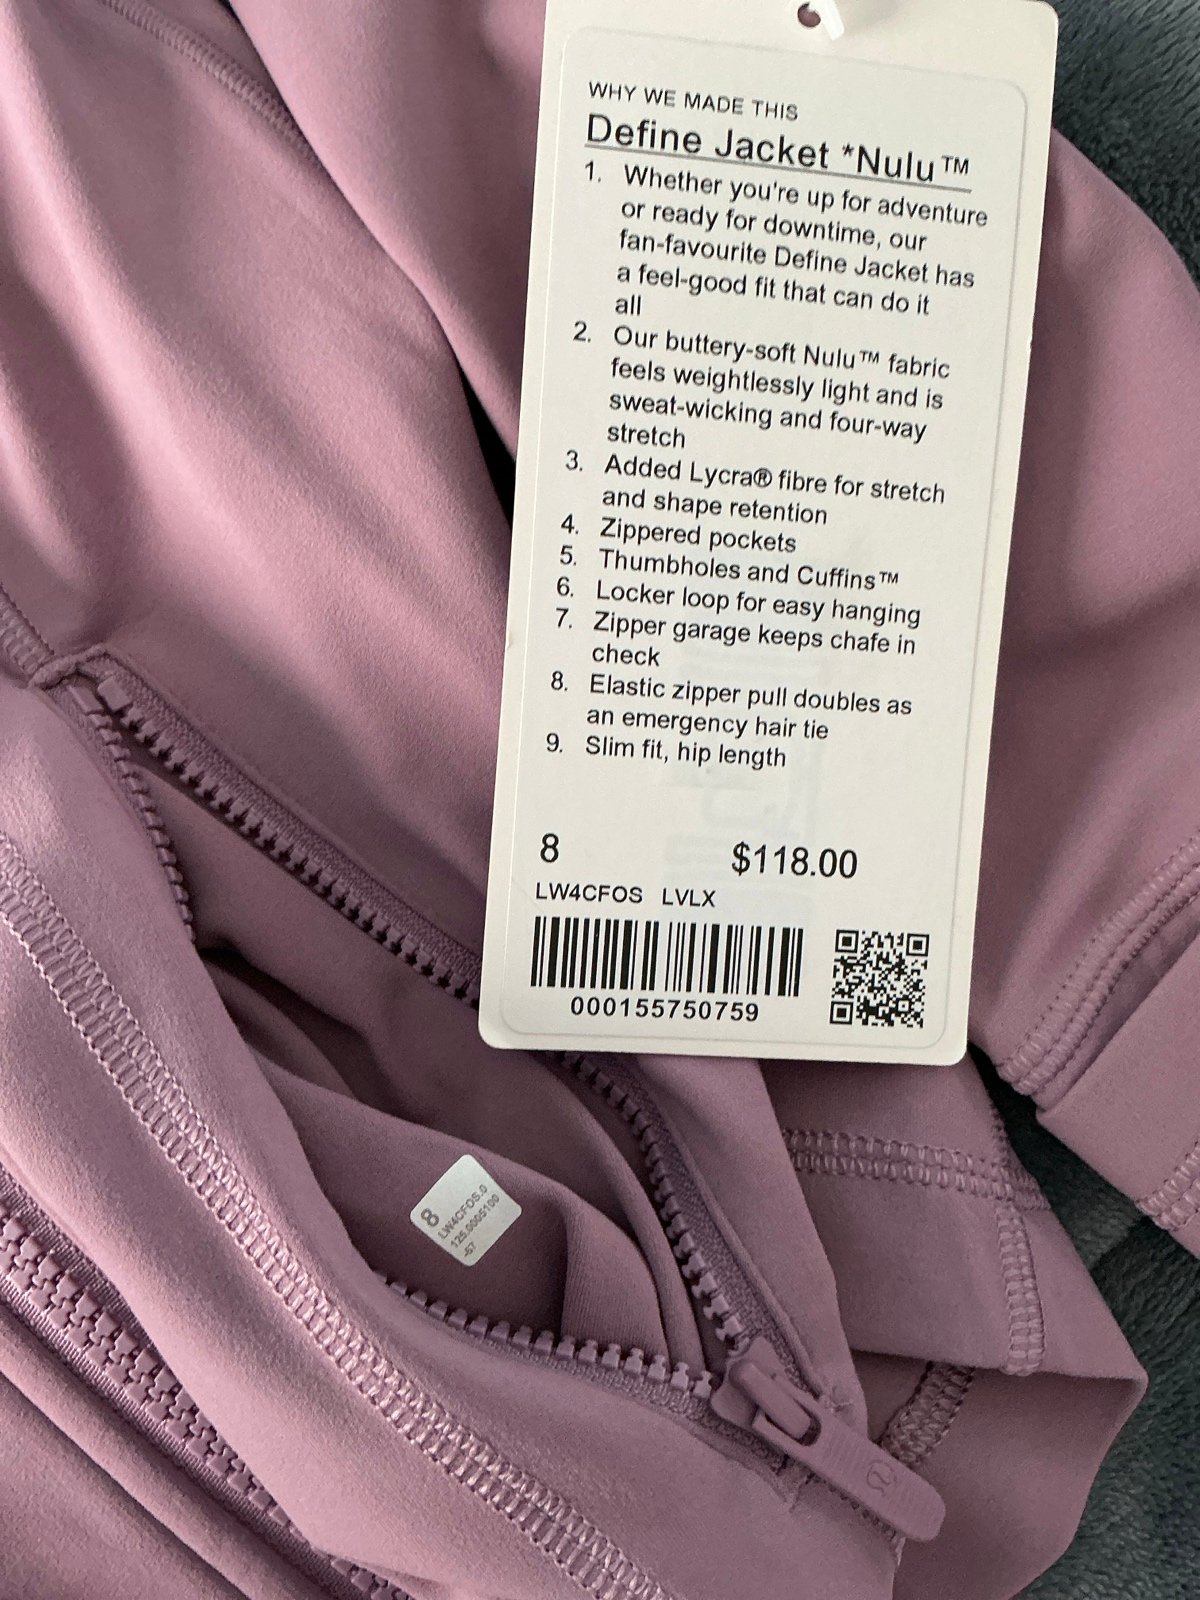 WHY WE MADE THIS
Define Jacket *Nulu™
1. Whether you're up for adventure
or ready for downtime, our
fan-favourite Define Jacket has
a feel-good fit that can do it
all
2. Our buttery-soft Nulu™ fabric
feels weightlessly light and is
sweat-wicking and four-way
stretch
3. Added Lycra® fibre for stretch
and shape retention
4. Zippered pockets
5. Thumbholes and Cuffins™
6. Locker loop for easy hanging
7. Zipper garage keeps chafe in
check
8. Elastic zipper pull doubles as
an emergency hair tie
9. Slim fit, hip length
8 $118.00
LW4CFOS LVLX
000155750759
8
LW4CFOS.0
125.0005100
-67